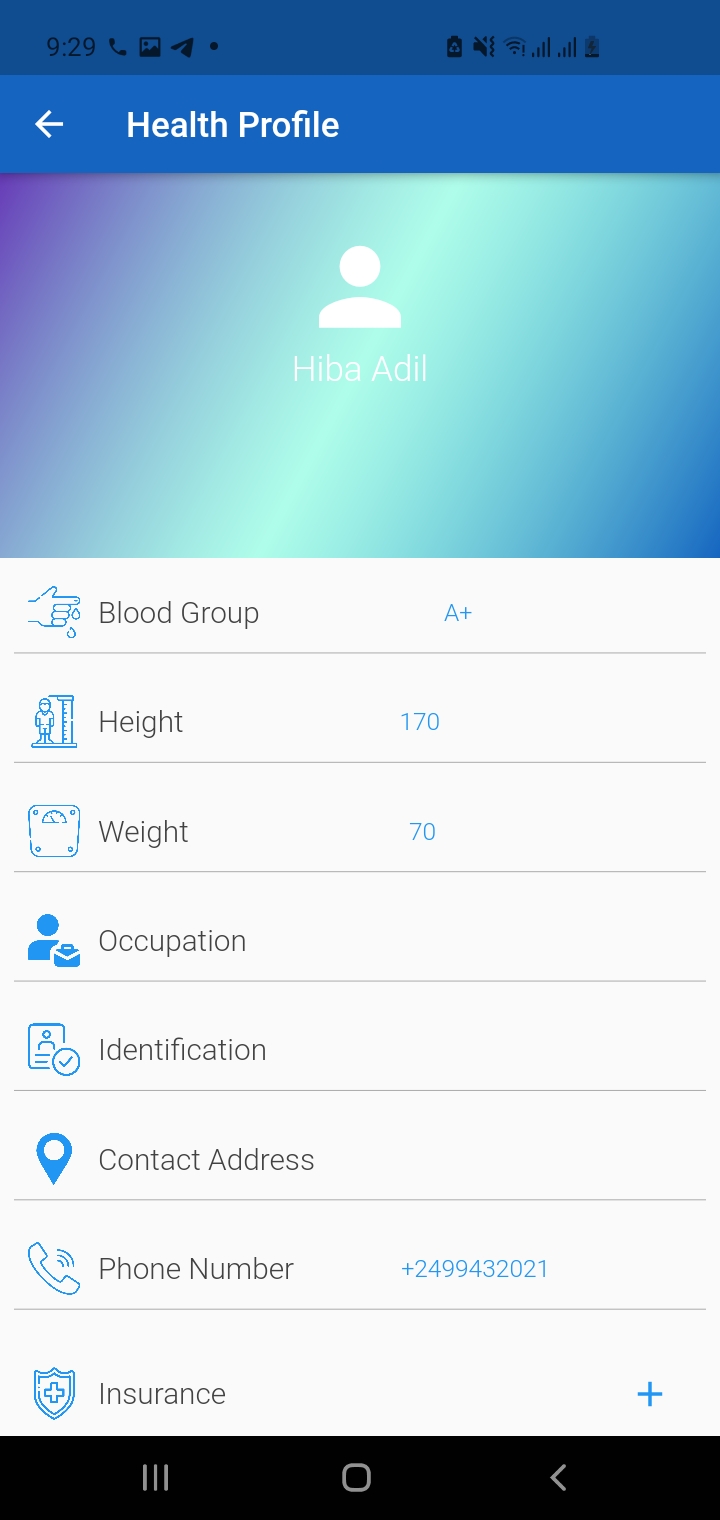 9:29
Health Profile
Hiba Adil
Blood Group A+
Height 170
Weight 70
Occupation
Identification
Contact Address
Phone Number +2499432021
Insurance +